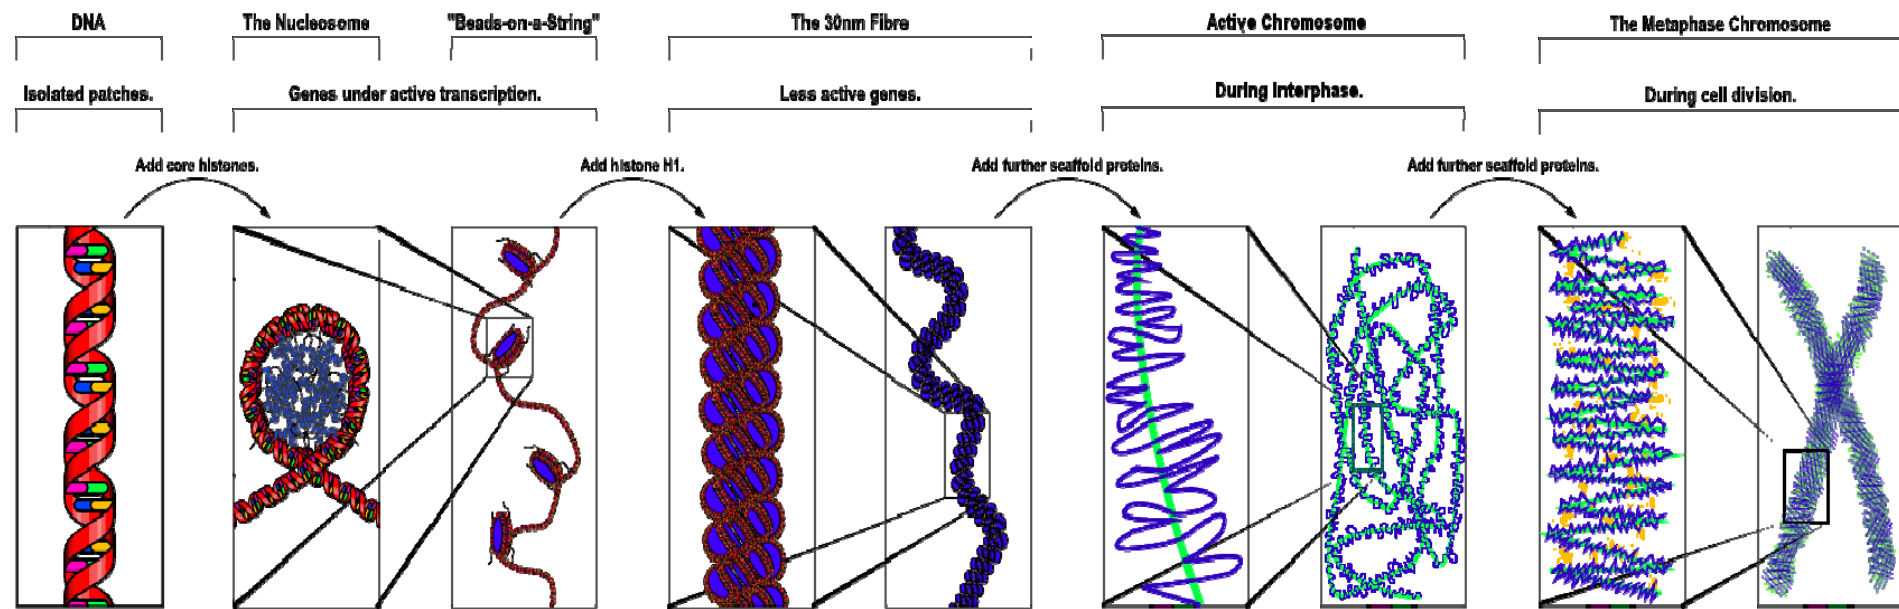 DNA
The Nucleosome
"Beads-on-a-String"
The 30nm Fibre
Active Chromosome
The Metaphase Chromosome
Isolated patches.
Genes under active transcription.
Less active genes.
During interphase.
During cell division.
Add core histones.
Add histone H1.
Add further scaffold proteins.
Add further scaffold proteins.